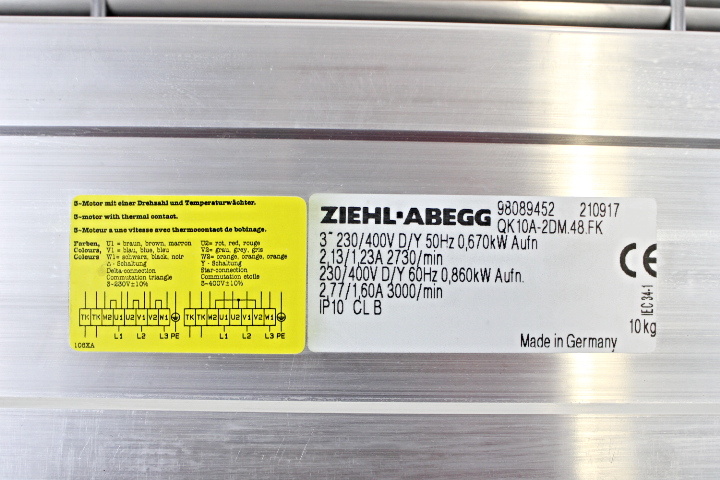 3-Motor mit einer Drehzahl und Temperaturwächter.
3-motor with thermal contact.
3-Moteur a une vitesse avec thermocontact de bobinage.
Farben, U1 = braun, brown, marron U2= rot, red, rouge
Colours, V1 = blau, blue, bleu V2= grau, grey, gris
Couleurs W1= schwarz, black, noir W2= orange, orange, orange
Δ - Schaltung Y - Schaltung
Delta-connection Star-connection
Commutation triangle Commutation etoile
3~230V±10% 3~400V±10%
TK TK W2 U1 U2 V1 V2 W1 TK TK W2 U1 U2 V1 V2 W1
L1 L2 L3 PE L1 L2 L3 PE
106XA
ZIEHL-ABEGG 98089452 210917
QK10A-2DM.48.FK
3~ 230/400V D/Y 50Hz 0,670kW Aufn
2,13/1,23A 2730/min
230/400V D/Y 60Hz 0,860kW Aufn.
2,77/1,60A 3000/min
IP10 CL B
CE
IEC 34-1
10kg
Made in Germany